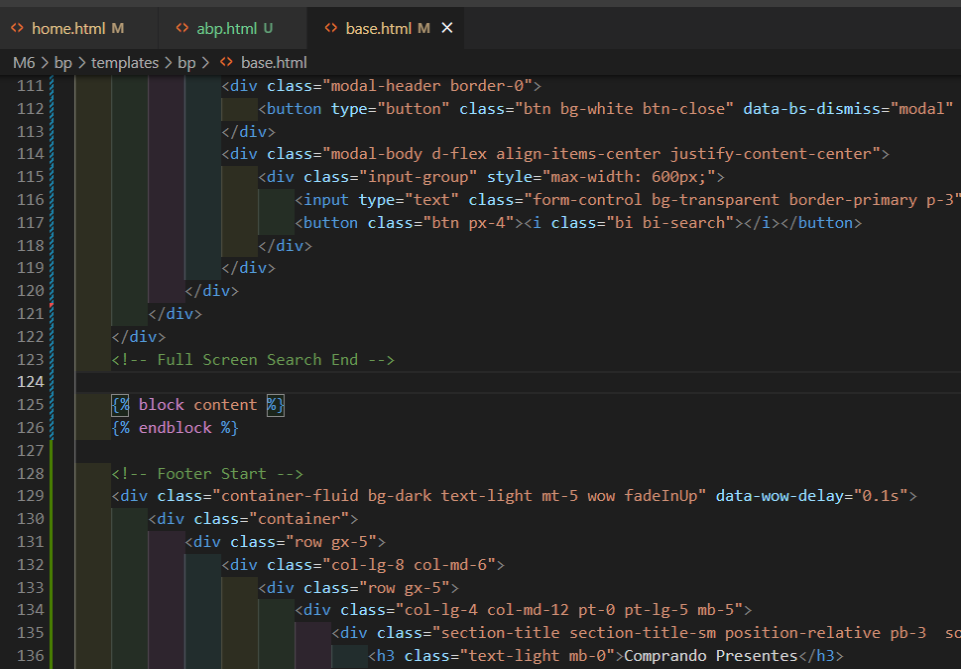 <> home.html M <> abp.html U <> base.html M ×
M6 > bp > templates > bp > <> base.html
111 <div class="modal-header border-0">
112 <button type="button" class="btn bg-white btn-close" data-bs-dismiss="modal"
113 </div>
114 <div class="modal-body d-flex align-items-center justify-content-center">
115 <div class="input-group" style="max-width: 600px;">
116 <input type="text" class="form-control bg-transparent border-primary p-3"
117 <button class="btn px-4"><i class="bi bi-search"></i></button>
118 </div>
119 </div>
120 </div>
121 </div>
122 </div>
123 <!-- Full Screen Search End -->
124
125 {% block content %}
126 {% endblock %}
127
128 <!-- Footer Start -->
129 <div class="container-fluid bg-dark text-light mt-5 wow fadeInUp" data-wow-delay="0.1s">
130 <div class="container">
131 <div class="row gx-5">
132 <div class="col-lg-8 col-md-6">
133 <div class="row gx-5">
134 <div class="col-lg-4 col-md-12 pt-0 pt-lg-5 mb-5">
135 <div class="section-title section-title-sm position-relative pb-3
136 <h3 class="text-light mb-0">Comprando Presentes</h3>